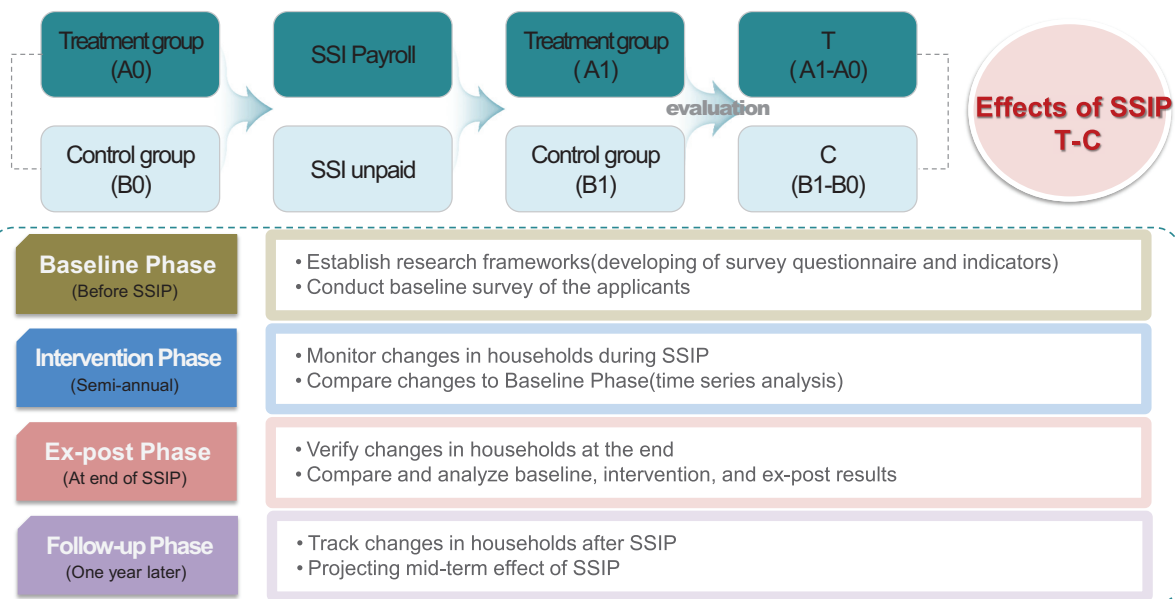 Treatment group
(A0)
SSI Payroll
Treatment group
( A1)
T
( A1-A0)
evaluation
Control group
(B0)
SSI unpaid
Control group
(B1)
C
(B1-B0)
Effects of SSIP
T-C
Baseline Phase
(Before SSIP)
• Establish research frameworks(developing of survey questionnaire and indicators)
• Conduct baseline survey of the applicants
Intervention Phase
(Semi-annual)
• Monitor changes in households during SSIP
• Compare changes to Baseline Phase(time series analysis)
Ex-post Phase
(At end of SSIP)
• Verify changes in households at the end
• Compare and analyze baseline, intervention, and ex-post results
Follow-up Phase
(One year later)
• Track changes in households after SSIP
• Projecting mid-term effect of SSIP